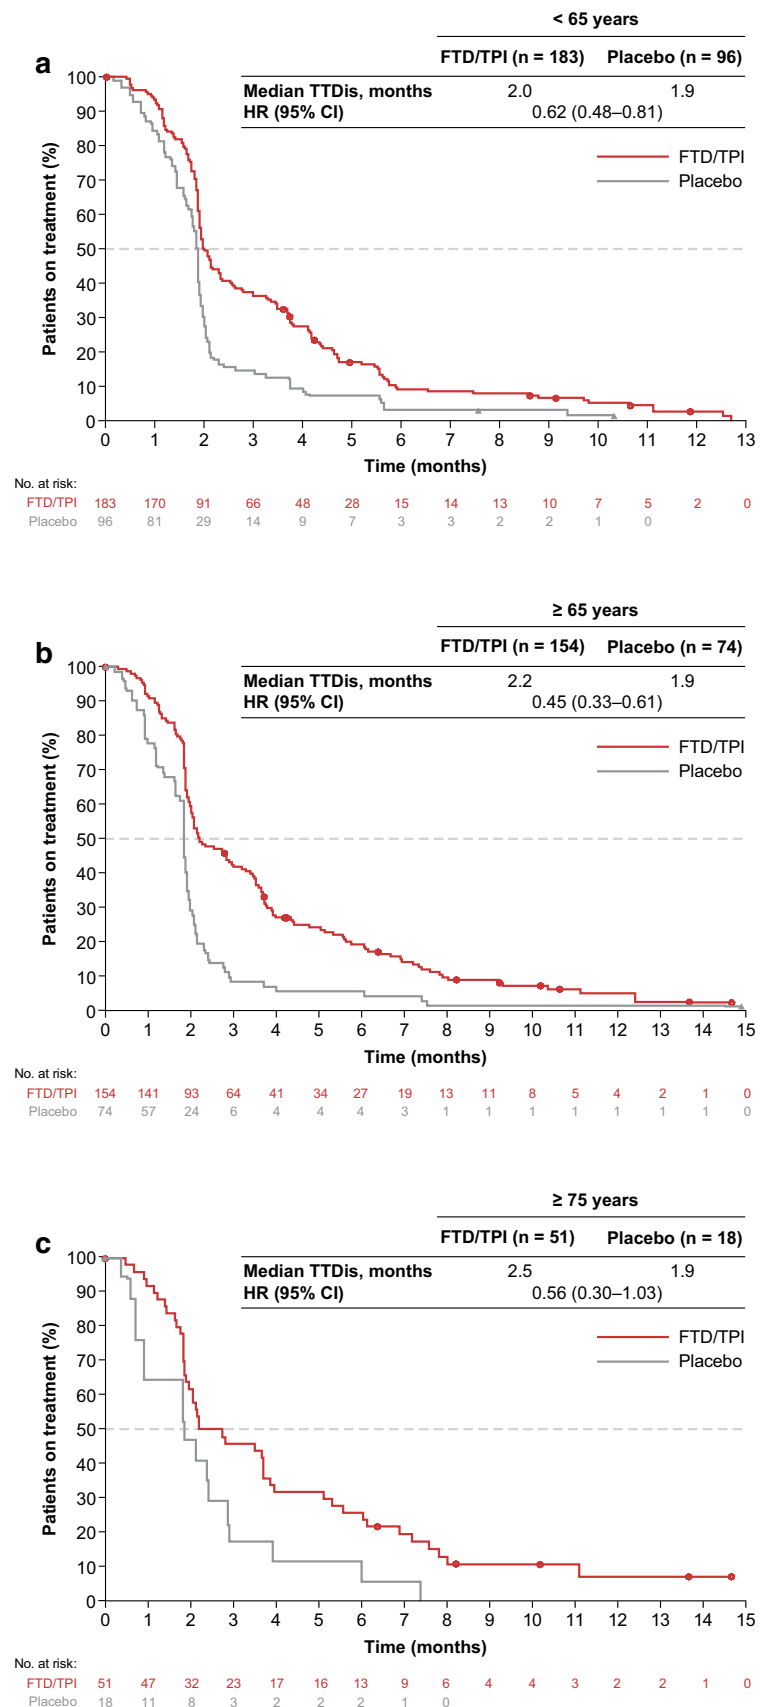 < 65 years
a
FTD/TPI (n = 183) Placebo (n = 96)
Median TTDis, months 2.0 1.9
HR (95% CI) 0.62 (0.48–0.81)
FTD/TPI
Placebo
Patients on treatment (%)
100
90
80
70
60
50
40
30
20
10
0
0 1 2 3 4 5 6 7 8 9 10 11 12 13
Time (months)
No. at risk:
FTD/TPI 183 170 91 66 48 28 15 14 13 10 7 5 2 0
Placebo 96 81 29 14 9 7 3 3 2 2 1 0
≥ 65 years
b
FTD/TPI (n = 154) Placebo (n = 74)
Median TTDis, months 2.2 1.9
HR (95% CI) 0.45 (0.33–0.61)
FTD/TPI
Placebo
Patients on treatment (%)
100
90
80
70
60
50
40
30
20
10
0
0 1 2 3 4 5 6 7 8 9 10 11 12 13 14 15
Time (months)
No. at risk:
FTD/TPI 154 141 93 64 41 34 27 19 13 11 8 5 4 2 1 0
Placebo 74 57 24 6 4 4 4 3 1 1 1 1 1 1 1 0
≥ 75 years
c
FTD/TPI (n = 51) Placebo (n = 18)
Median TTDis, months 2.5 1.9
HR (95% CI) 0.56 (0.30–1.03)
FTD/TPI
Placebo
Patients on treatment (%)
100
90
80
70
60
50
40
30
20
10
0
0 1 2 3 4 5 6 7 8 9 10 11 12 13 14 15
Time (months)
No. at risk:
FTD/TPI 51 47 32 23 17 16 13 9 6 4 4 3 2 2 1 0
Placebo 18 11 8 3 2 2 2 1 0